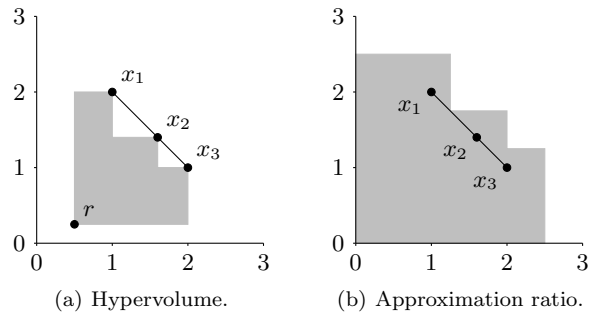 3
2
1
0
0 1 2 3
x1
x2
x3
r
(a) Hypervolume.
3
2
1
0
0 1 2 3
x1
x2
x3
(b) Approximation ratio.